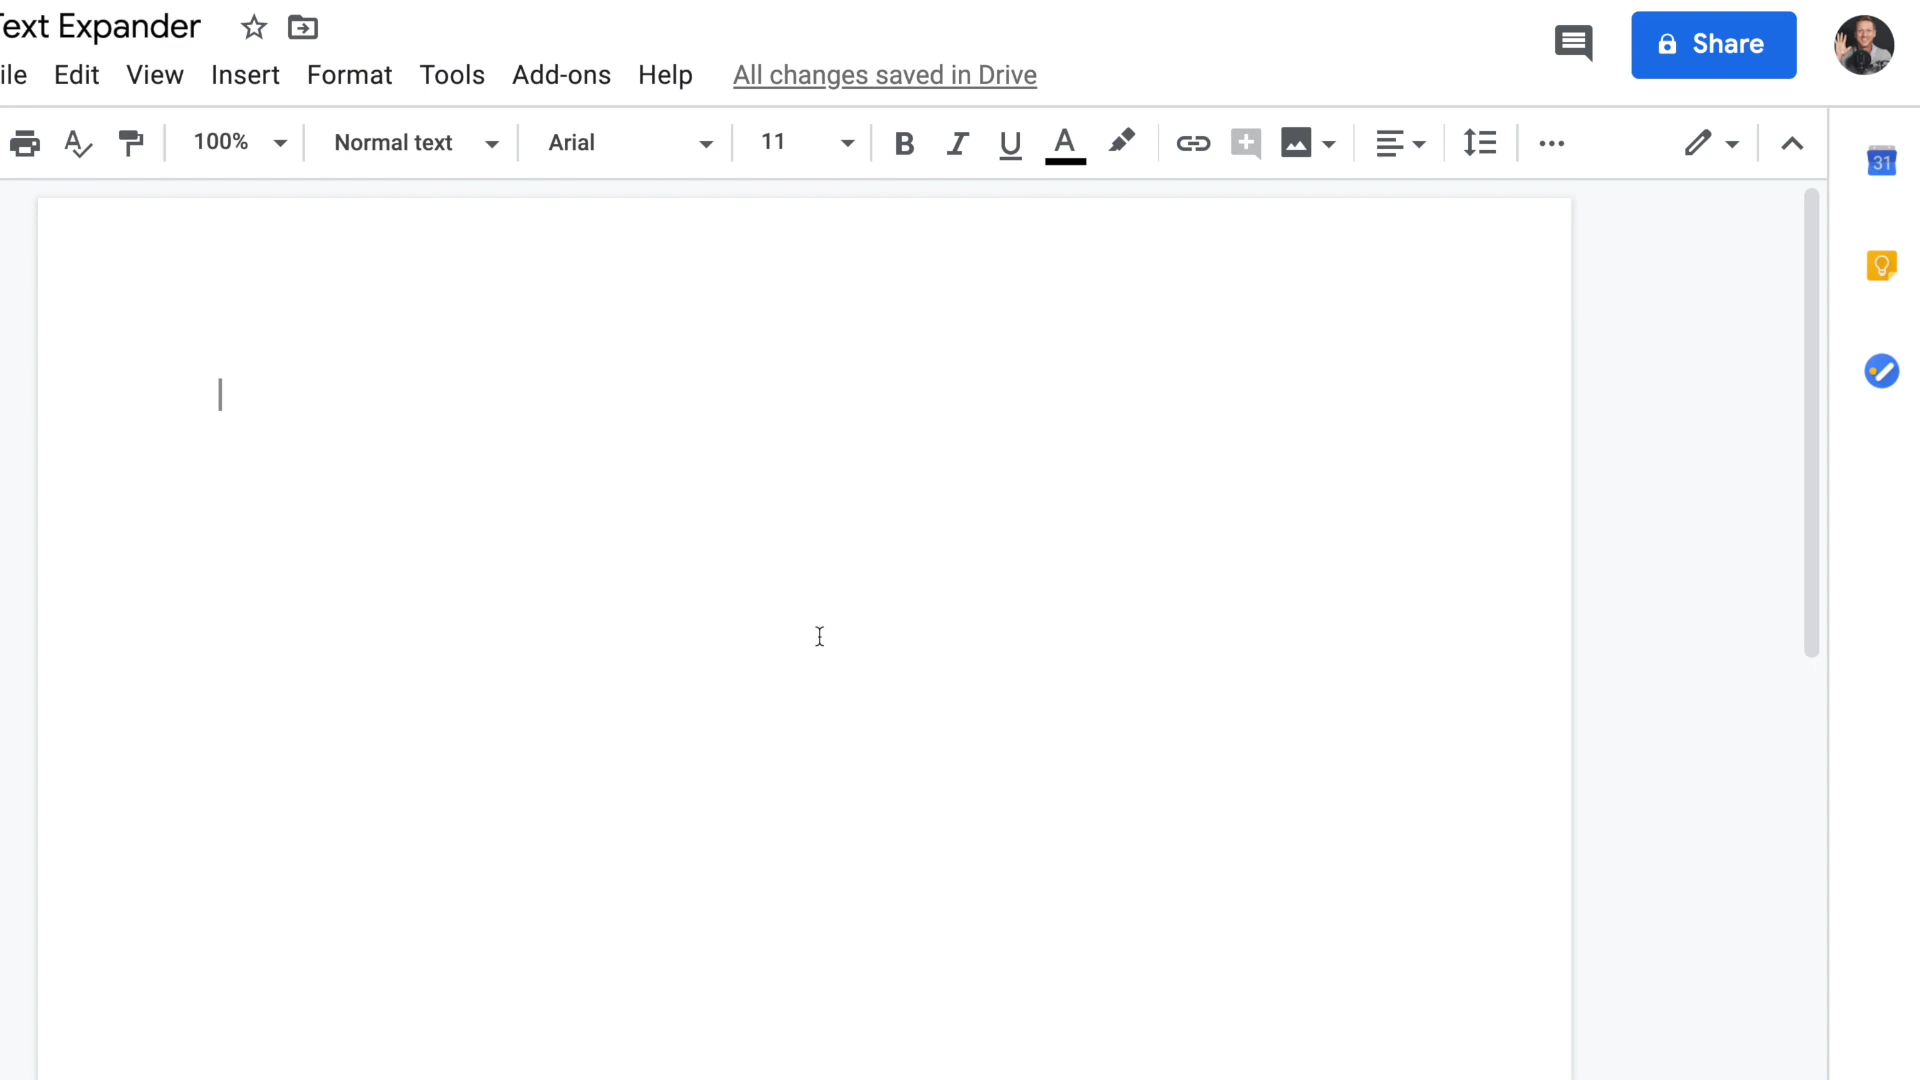 ext Expander
ile Edit View Insert Format Tools Add-ons Help All changes saved in Drive
Share
100% Normal text Arial 11 B I U A
31